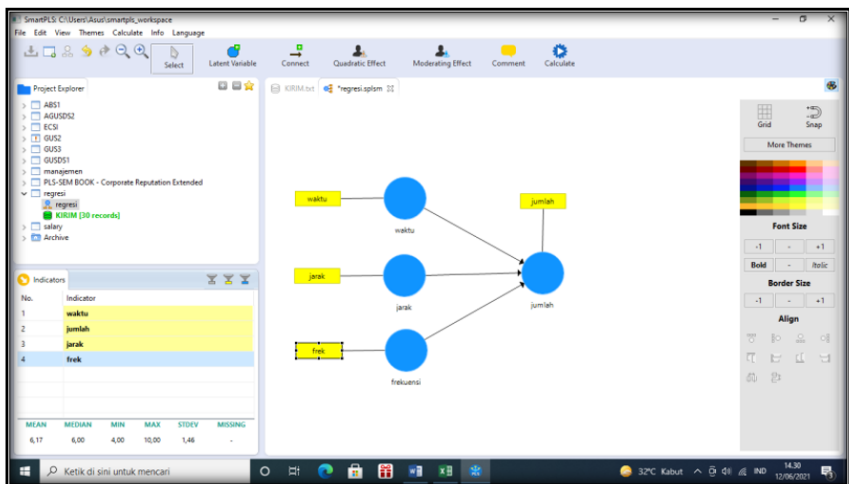 SmartPLS: C:\Users\Asus\smartpls_workspace
File Edit View Themes Calculate Info Language
Select
Latent Variable
Connect
Quadratic Effect
Moderating Effect
Comment
Calculate
Project Explorer
ABS1
AGUSDS2
ECSI
GUS2
GUS3
GUSDS1
manajemen
PLS-SEM BOOK - Corporate Reputation Extended
regresi
regresi
KIRIM [30 records]
salary
Archive
Indicators
No. Indicator
1 waktu
2 jumlah
3 jarak
4 frek
MEAN MEDIAN MIN MAX STDEV MISSING
6,17 6,00 4,00 10,00 1,46 -
KIRIM.txt
*regresi.splsm
waktu
waktu
jumlah
jarak
jarak
jumlah
frek
frekuensi
Grid Snap
More Themes
Font Size
-1 - +1
Bold - Italic
Border Size
-1 - +1
Align
Ketik di sini untuk mencari
32°C Kabut
IND
14.30
12/06/2021